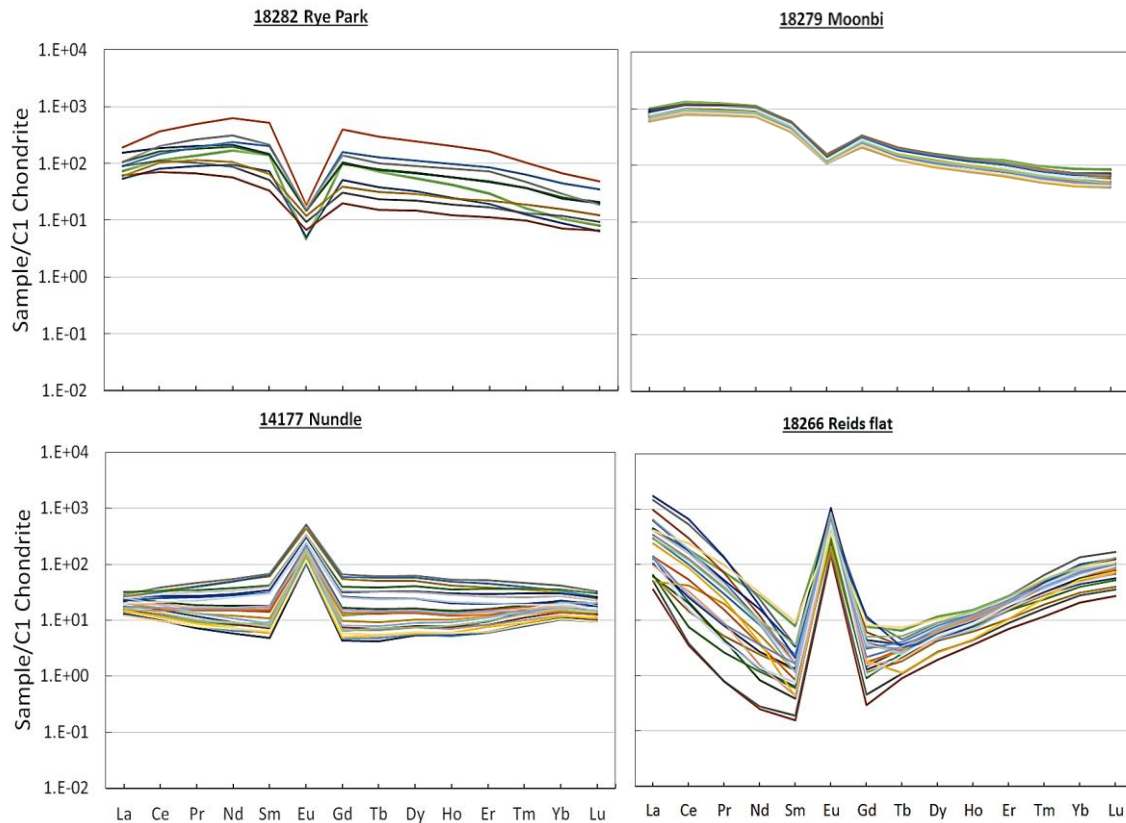 18282 Rye Park
18279 Moonbi
Sample/C1 Chondrite
1.E+04
1.E+03
1.E+02
1.E+01
1.E+00
1.E-01
1.E-02
14177 Nundle
18266 Reids flat
Sample/C1 Chondrite
1.E+04
1.E+03
1.E+02
1.E+01
1.E+00
1.E-01
1.E-02
La Ce Pr Nd Sm Eu Gd Tb Dy Ho Er Tm Yb Lu
La Ce Pr Nd Sm Eu Gd Tb Dy Ho Er Tm Yb Lu